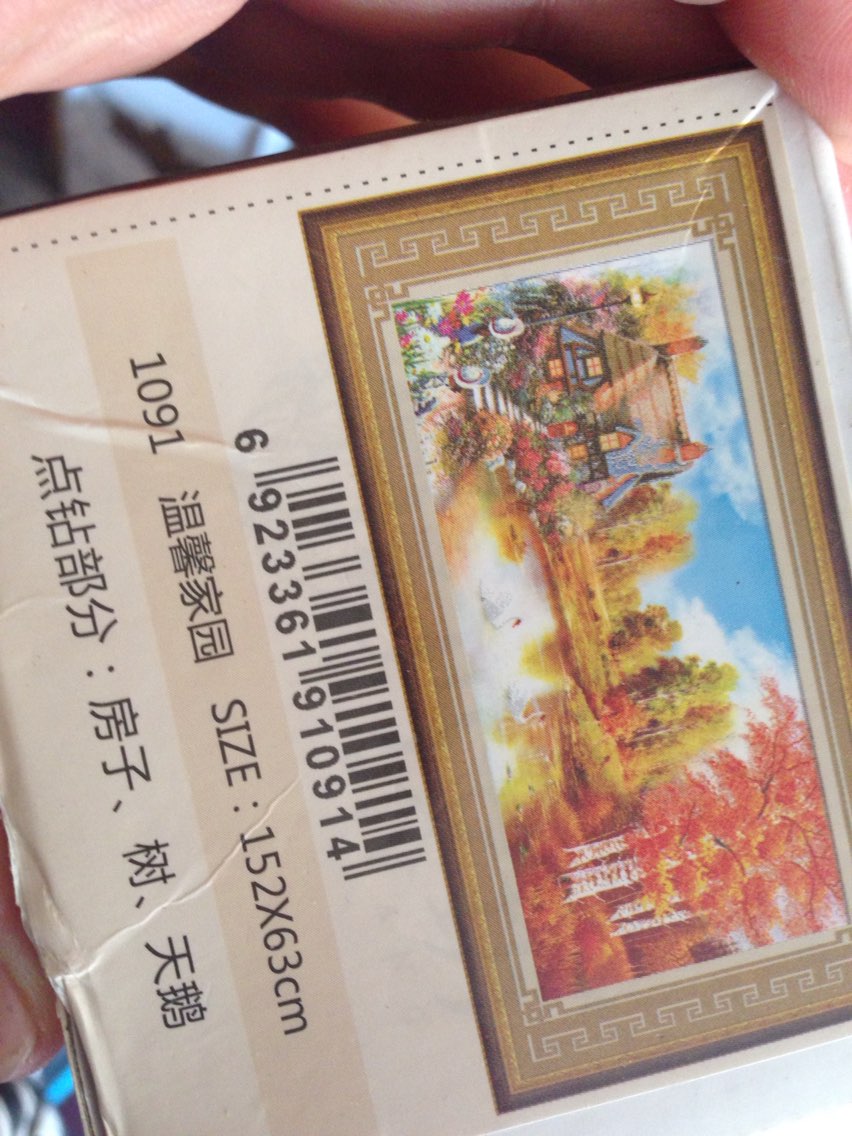 6 923361 910914
1091 温馨家园 SIZE：152X63cm
点钻部分：房子、树、天鹅